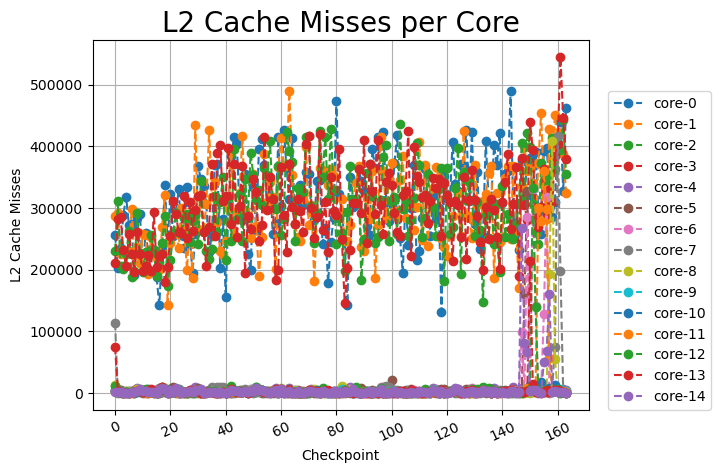 L2 Cache Misses per Core
L2 Cache Misses
500000
400000
300000
200000
100000
0
0
20
40
60
80
100
120
140
160
Checkpoint
core-0
core-1
core-2
core-3
core-4
core-5
core-6
core-7
core-8
core-9
core-10
core-11
core-12
core-13
core-14